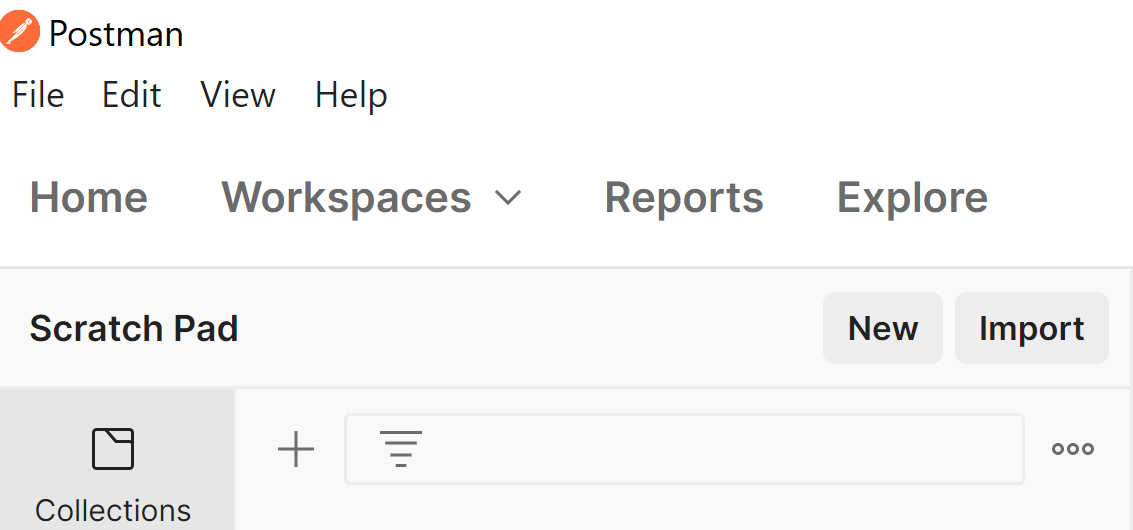 Postman
File Edit View Help
Home Workspaces Reports Explore
Scratch Pad New Import
Collections